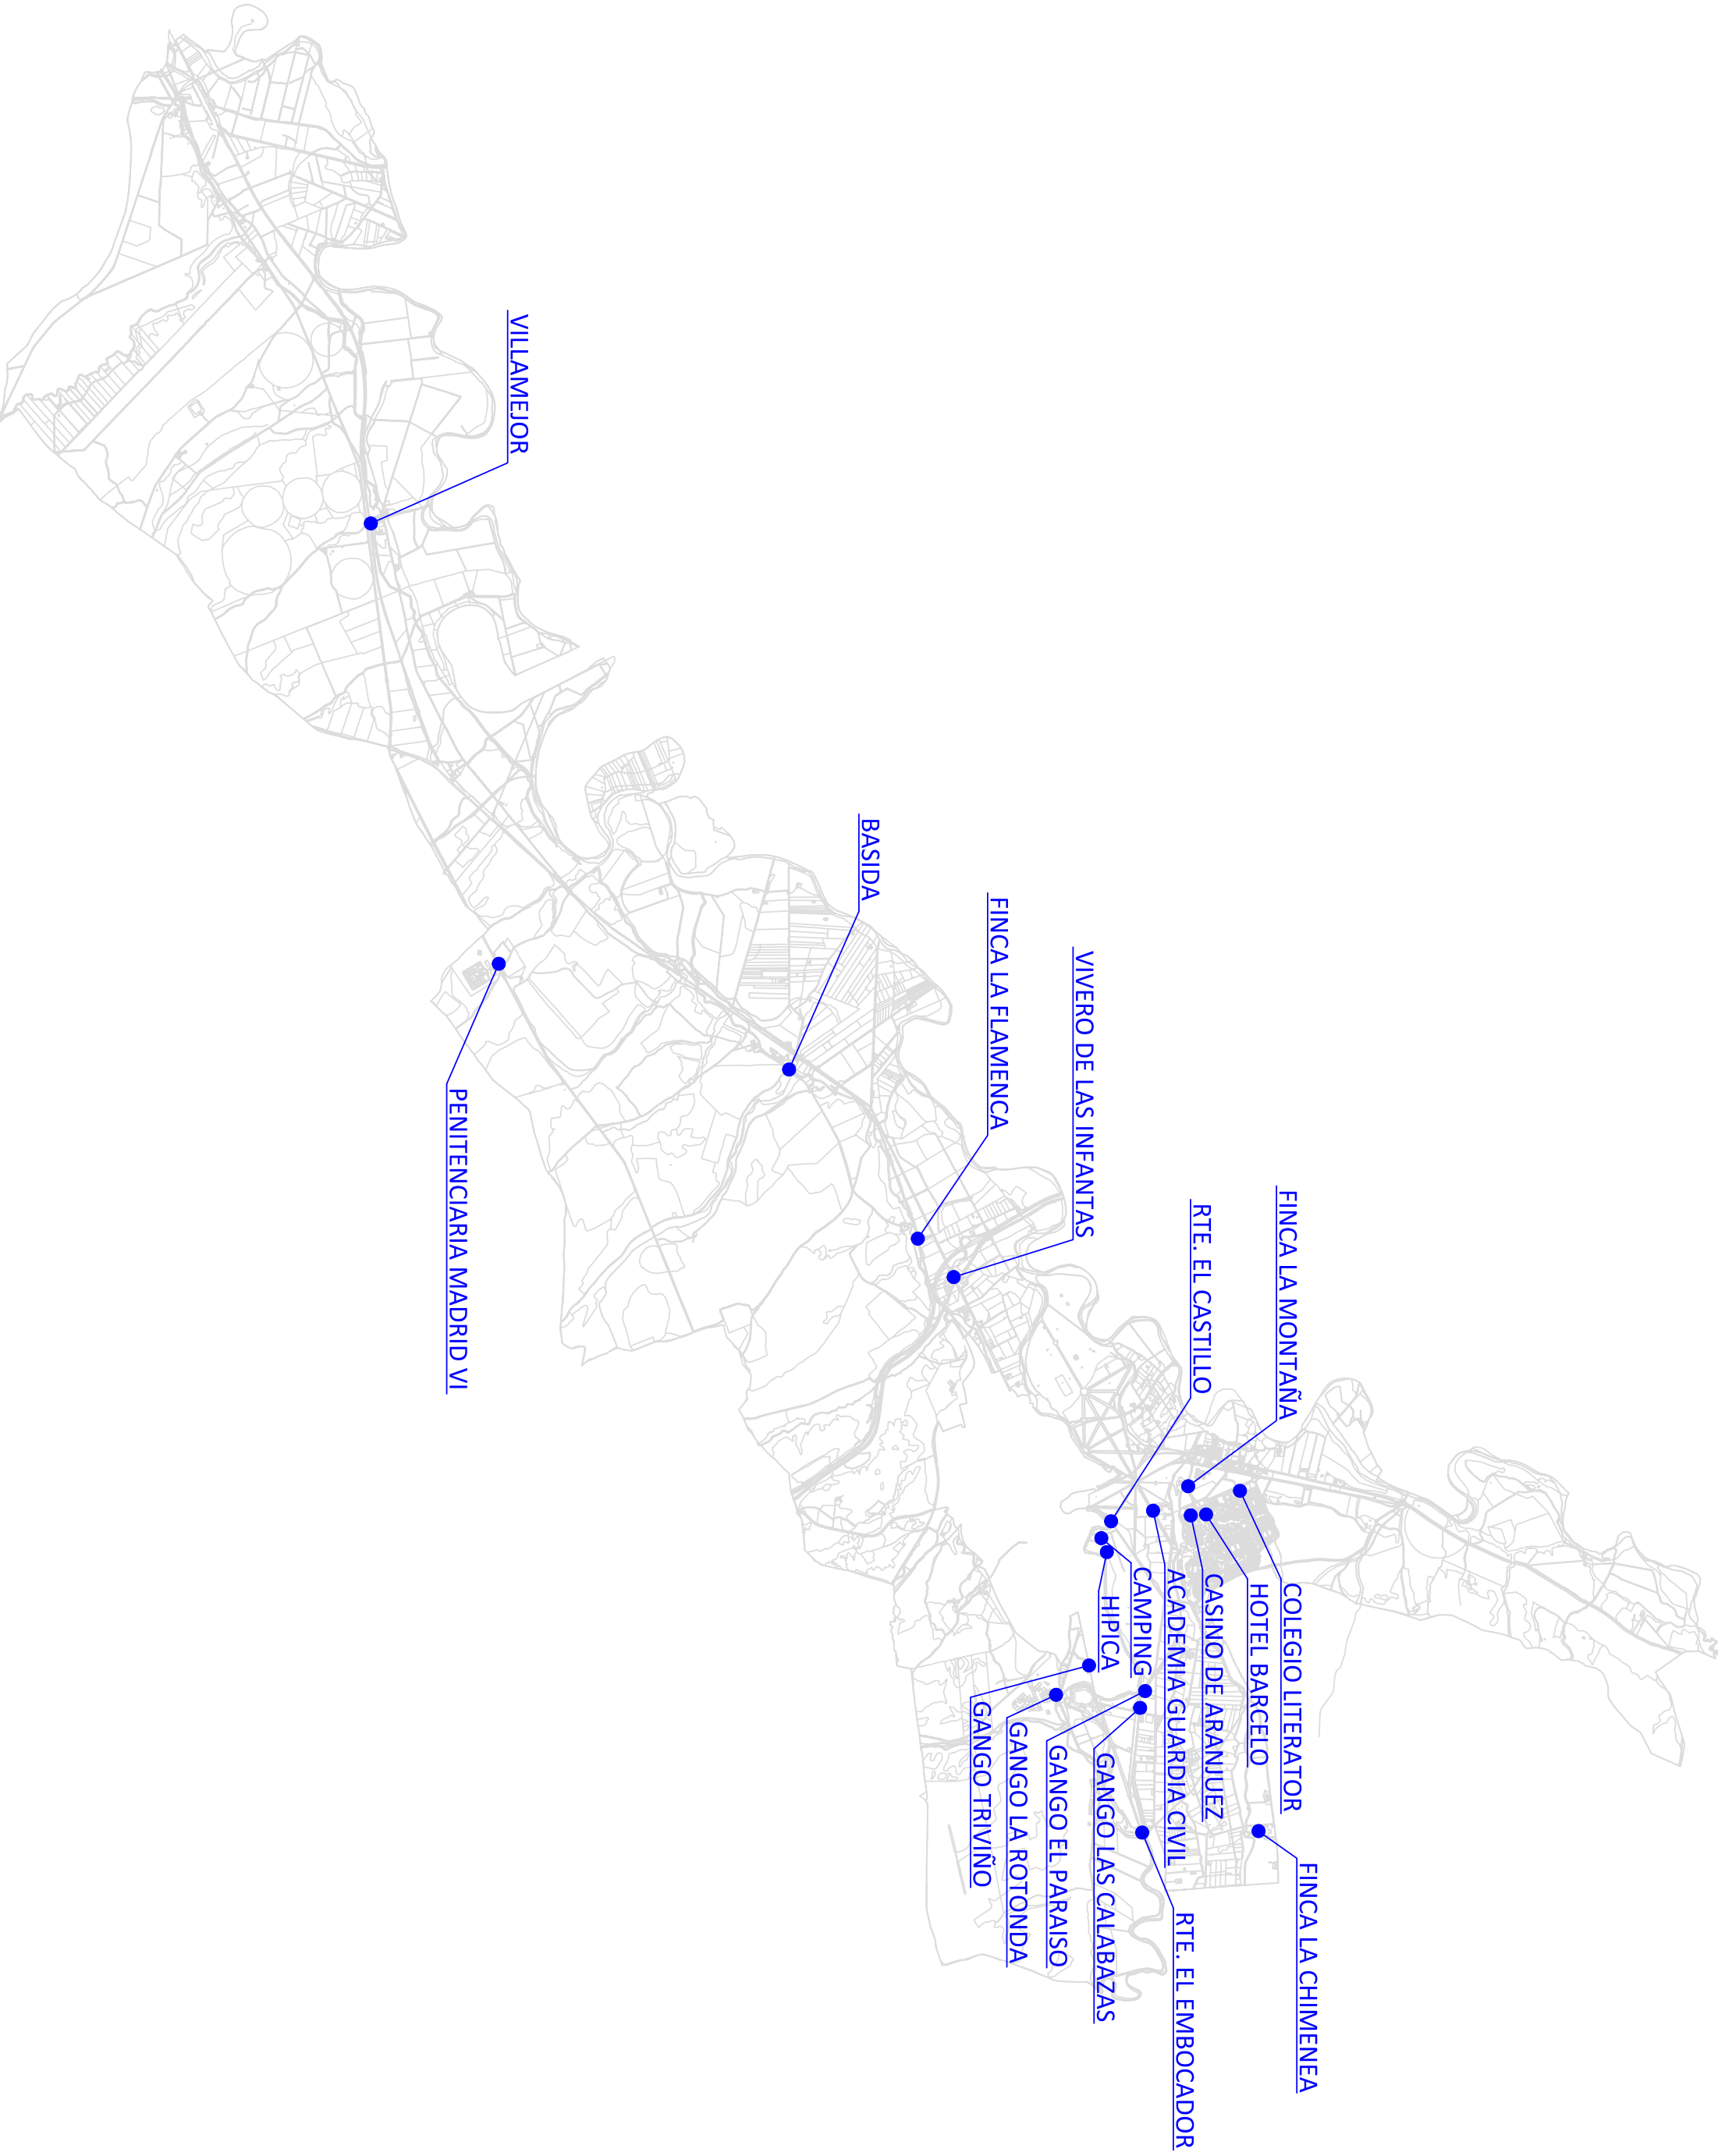 VILLAMEJOR
BASIDA
FINCA LA FLAMENCA
VIVERO DE LAS INFANTAS
PENITENCIARIA MADRID VI
RTE. EL CASTILLO
FINCA LA MONTAÑA
COLEGIO LITERATOR
HOTEL BARCELO
CASINO DE ARANJUEZ
ACADEMIA GUARDIA CIVIL
CAMPING
HIPICA
GANGO TRIVIÑO
GANGO LA ROTONDA
GANGO EL PARAISO
GANGO LAS CALABAZAS
RTE. EL EMBOCADOR
FINCA LA CHIMENEA